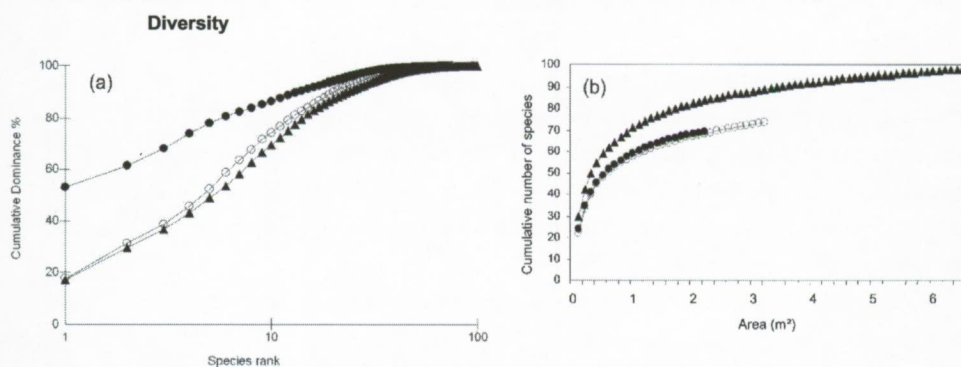 Diversity
(a)
100
80
60
40
20
0
Cumulative Dominance %
1 10 100
Species rank
(b)
100
90
80
70
60
50
40
30
20
10
0
Cumulative number of species
0 1 2 3 4 5 6
Area (m²)